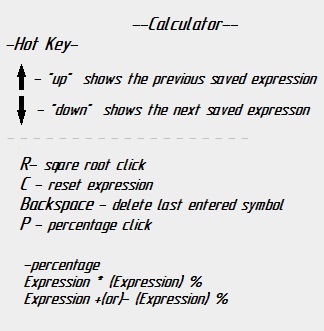 --Calculator--
-Hot Key-
- "up" shows the previous saved expression
- "down" shows the next saved expresson
R- sqare root click
C - reset expression
Backspace - delete last entered symbol
P - percentage click
-percentage
Expression * (Expression) %
Expression +(or)- (Expression) %